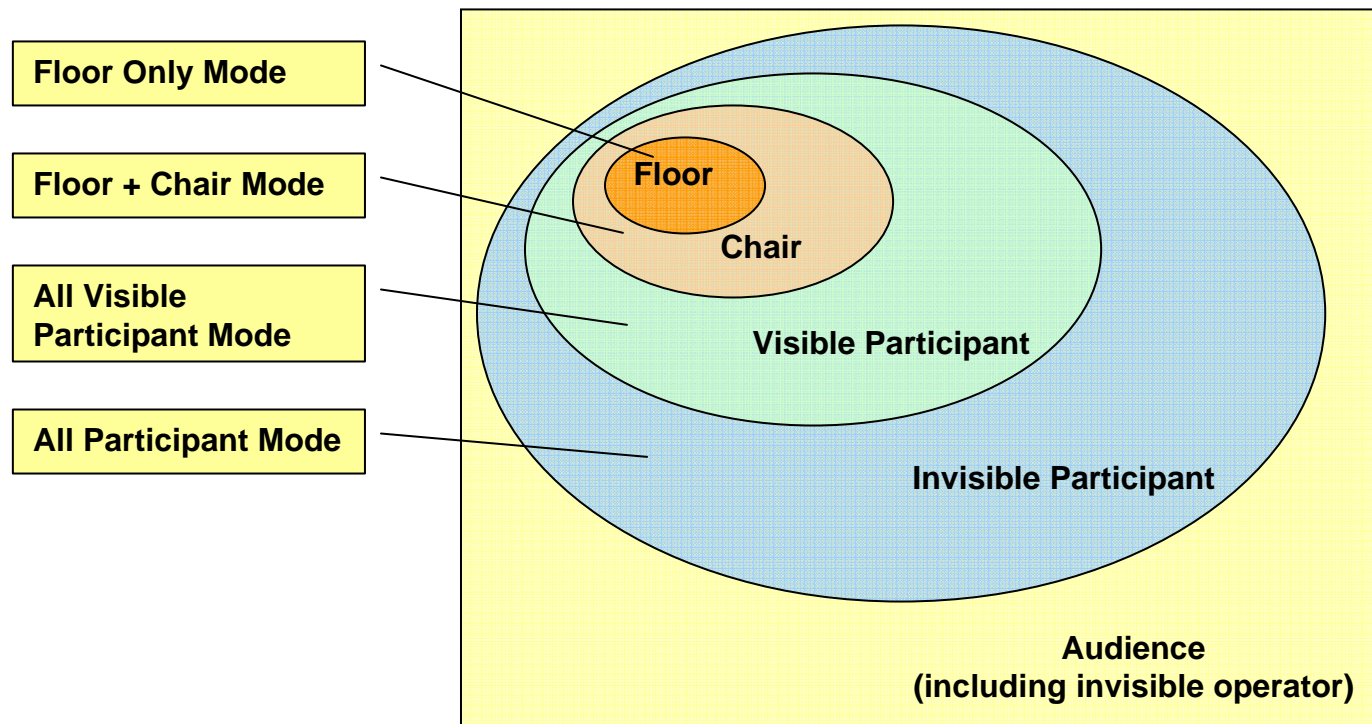 Floor Only Mode
Floor + Chair Mode
All Visible
Participant Mode
All Participant Mode
Floor
Chair
Visible Participant
Invisible Participant
Audience
(including invisible operator)